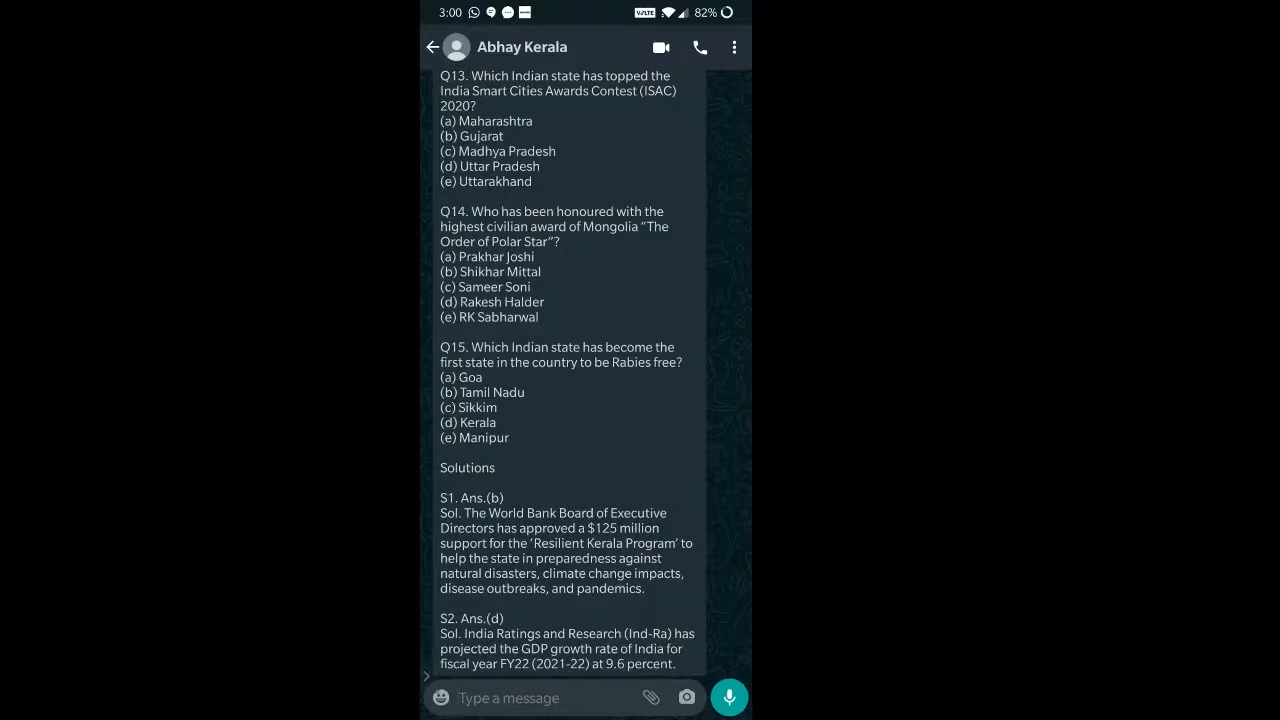 3:00
VoLTE
82%
Abhay Kerala
Q13. Which Indian state has topped the
India Smart Cities Awards Contest (ISAC)
2020?
(a) Maharashtra
(b) Gujarat
(c) Madhya Pradesh
(d) Uttar Pradesh
(e) Uttarakhand
Q14. Who has been honoured with the
highest civilian award of Mongolia “The
Order of Polar Star”?
(a) Prakhar Joshi
(b) Shikhar Mittal
(c) Sameer Soni
(d) Rakesh Halder
(e) RK Sabharwal
Q15. Which Indian state has become the
first state in the country to be Rabies free?
(a) Goa
(b) Tamil Nadu
(c) Sikkim
(d) Kerala
(e) Manipur
Solutions
S1. Ans.(b)
Sol. The World Bank Board of Executive
Directors has approved a $125 million
support for the ‘Resilient Kerala Program’ to
help the state in preparedness against
natural disasters, climate change impacts,
disease outbreaks, and pandemics.
S2. Ans.(d)
Sol. India Ratings and Research (Ind-Ra) has
projected the GDP growth rate of India for
fiscal year FY22 (2021-22) at 9.6 percent.
Type a message